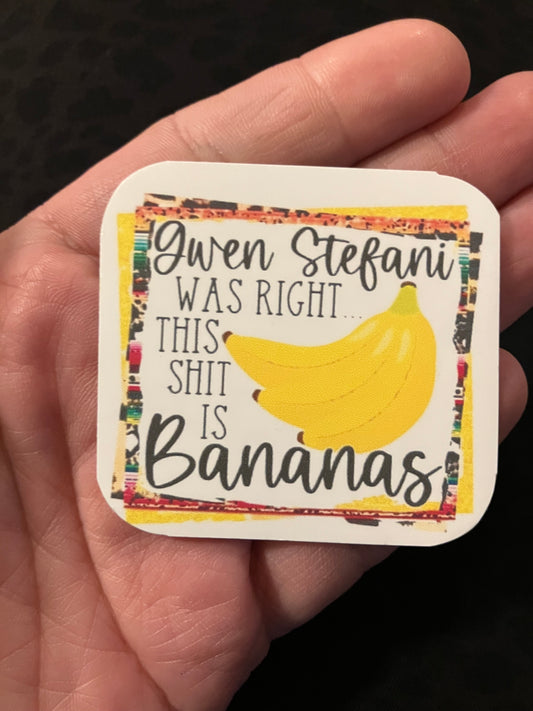 Gwen Stefani
WAS RIGHT...
THIS
SHIT
IS
Bananas